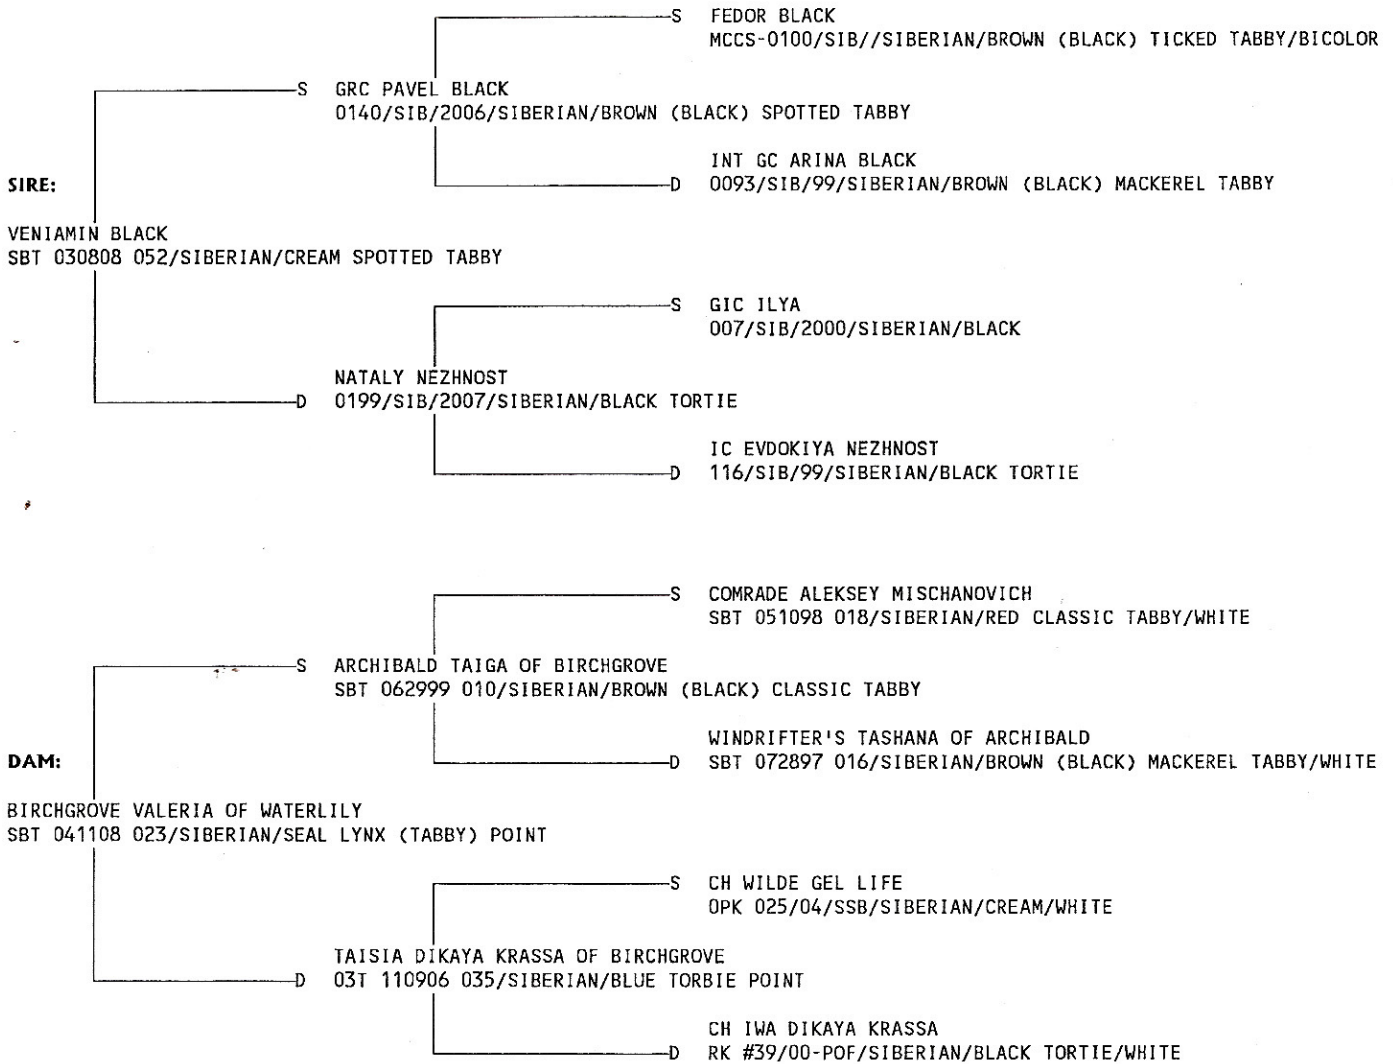 S FEDOR BLACK
MCCS-0100/SIB//SIBERIAN/BROWN (BLACK) TICKED TABBY/BICOLOR
S GRC PAVEL BLACK
0140/SIB/2006/SIBERIAN/BROWN (BLACK) SPOTTED TABBY
INT GC ARINA BLACK
D 0093/SIB/99/SIBERIAN/BROWN (BLACK) MACKEREL TABBY
SIRE:
VENIAMIN BLACK
SBT 030808 052/SIBERIAN/CREAM SPOTTED TABBY
S GIC ILYA
007/SIB/2000/SIBERIAN/BLACK
NATALY NEZHNOST
D 0199/SIB/2007/SIBERIAN/BLACK TORTIE
IC EVDOKIYA NEZHNOST
D 116/SIB/99/SIBERIAN/BLACK TORTIE
S COMRADE ALEKSEY MISCHANOVICH
SBT 051098 018/SIBERIAN/RED CLASSIC TABBY/WHITE
S ARCHIBALD TAIGA OF BIRCHGROVE
SBT 062999 010/SIBERIAN/BROWN (BLACK) CLASSIC TABBY
WINDRIFTER'S TASHANA OF ARCHIBALD
D SBT 072897 016/SIBERIAN/BROWN (BLACK) MACKEREL TABBY/WHITE
DAM:
BIRCHGROVE VALERIA OF WATERLILY
SBT 041108 023/SIBERIAN/SEAL LYNX (TABBY) POINT
S CH WILDE GEL LIFE
OPK 025/04/SSB/SIBERIAN/CREAM/WHITE
TAISIA DIKAYA KRASSA OF BIRCHGROVE
D 03T 110906 035/SIBERIAN/BLUE TORBIE POINT
CH IWA DIKAYA KRASSA
D RK #39/00-POF/SIBERIAN/BLACK TORTIE/WHITE